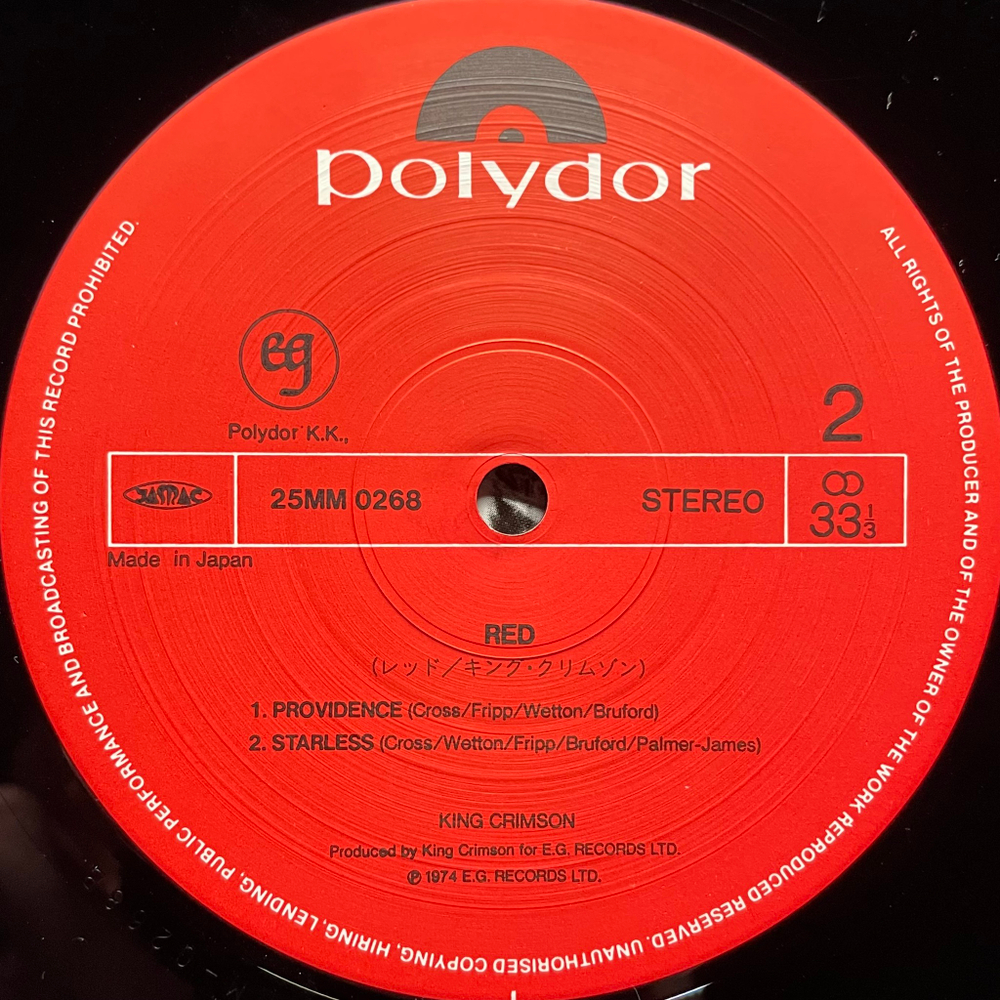 polydor
eg
Polydor K.K.,
2
JASRAC
25MM 0268
STEREO
∞
33 1/3
Made in Japan
RED
(レッド/キング・クリムゾン)
1. PROVIDENCE (Cross/Fripp/Wetton/Bruford)
2. STARLESS (Cross/Wetton/Fripp/Bruford/Palmer-James)
KING CRIMSON
Produced by King Crimson for E.G. RECORDS LTD.
℗ 1974 E.G. RECORDS LTD.
ALL RIGHTS OF THE PRODUCER AND OF THE OWNER OF THE WORK REPRODUCED RESERVED. UNAUTHORISED COPYING, HIRING, LENDING, PUBLIC PERFORMANCE AND BROADCASTING OF THIS RECORD PROHIBITED.